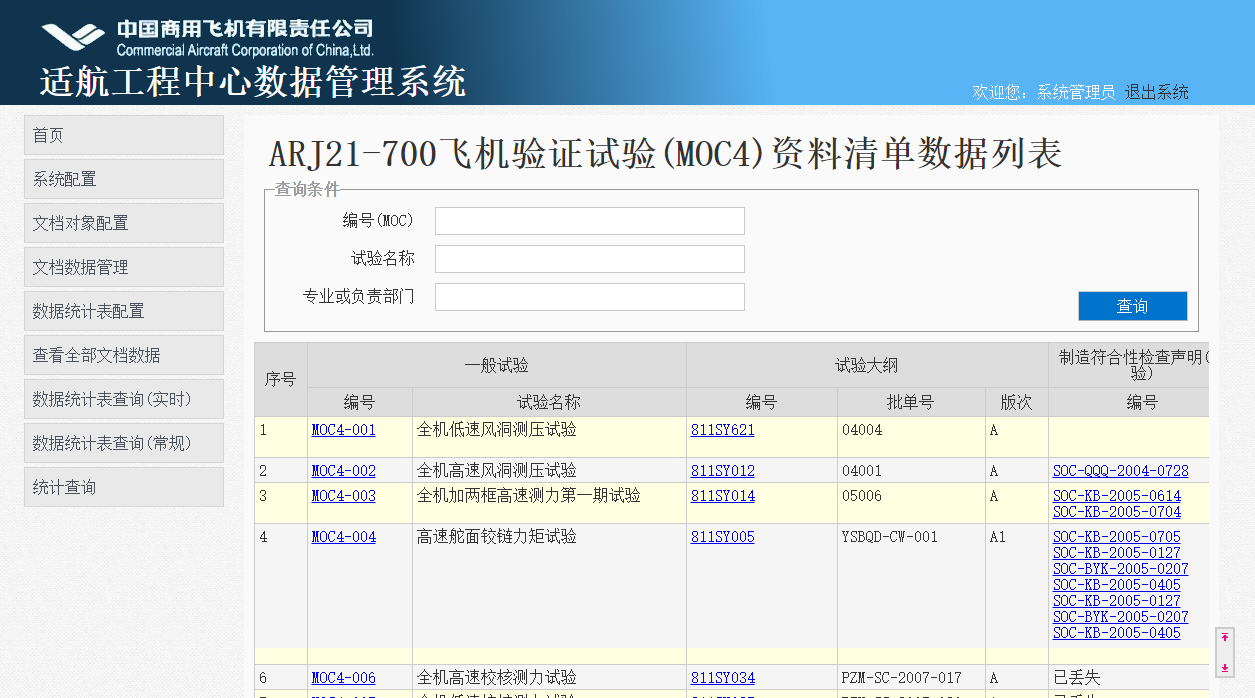 中国商用飞机有限责任公司
Commercial Aircraft Corporation of China,Ltd.
适航工程中心数据管理系统
欢迎您: 系统管理员 退出系统
首页
系统配置
文档对象配置
文档数据管理
数据统计表配置
查看全部文档数据
数据统计表查询(实时)
数据统计表查询(常规)
统计查询
ARJ21-700飞机验证试验(MOC4)资料清单数据列表
查询条件
编号(MOC)
试验名称
专业或负责部门
查询
序号 一般试验 试验大纲 制造符合性检查声明(
验)
编号 试验名称 编号 批单号 版次 编号
1 MOC4-001 全机低速风洞测压试验 811SY621 04004 A
2 MOC4-002 全机高速风洞测压试验 811SY012 04001 A SOC-QQQ-2004-0728
3 MOC4-003 全机加两框高速测力第一期试验 811SY014 05006 A SOC-KB-2005-0614
SOC-KB-2005-0704
4 MOC4-004 高速舵面铰链力矩试验 811SY005 YSBQD-CW-001 A1 SOC-KB-2005-0705
SOC-KB-2005-0127
SOC-BYK-2005-0207
SOC-KB-2005-0405
SOC-KB-2005-0127
SOC-BYK-2005-0207
SOC-KB-2005-0405
6 MOC4-006 全机高速校核测力试验 811SY034 PZM-SC-2007-017 A 已丢失